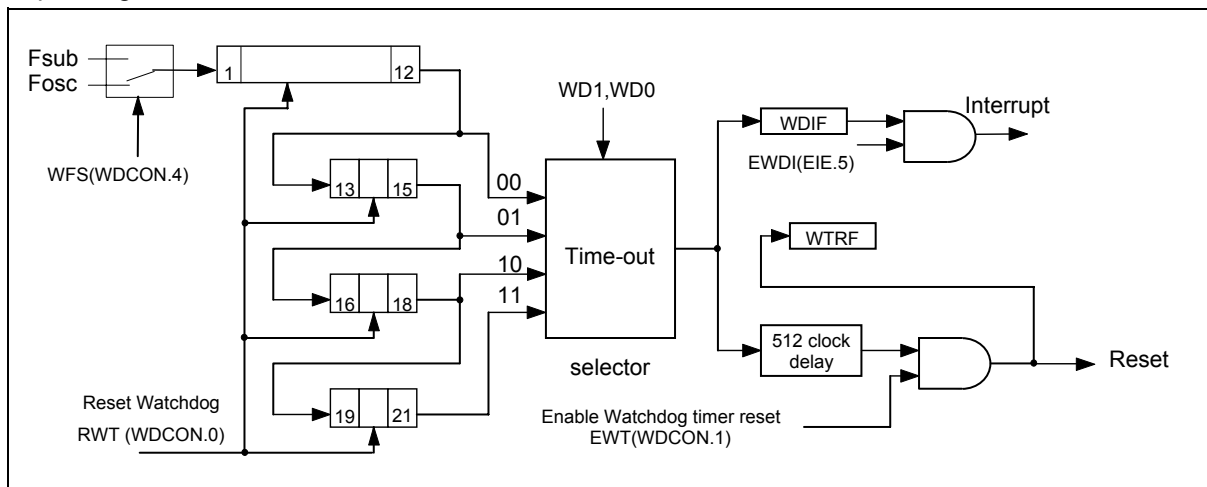 Fsub
Fosc
1
12
WFS(WDCON.4)
13
15
16
18
19
21
Reset Watchdog
RWT (WDCON.0)
WD1,WD0
00
01
10
11
Time-out
selector
WDIF
EWDI(EIE.5)
Interrupt
WTRF
512 clock
delay
Reset
Enable Watchdog timer reset
EWT(WDCON.1)